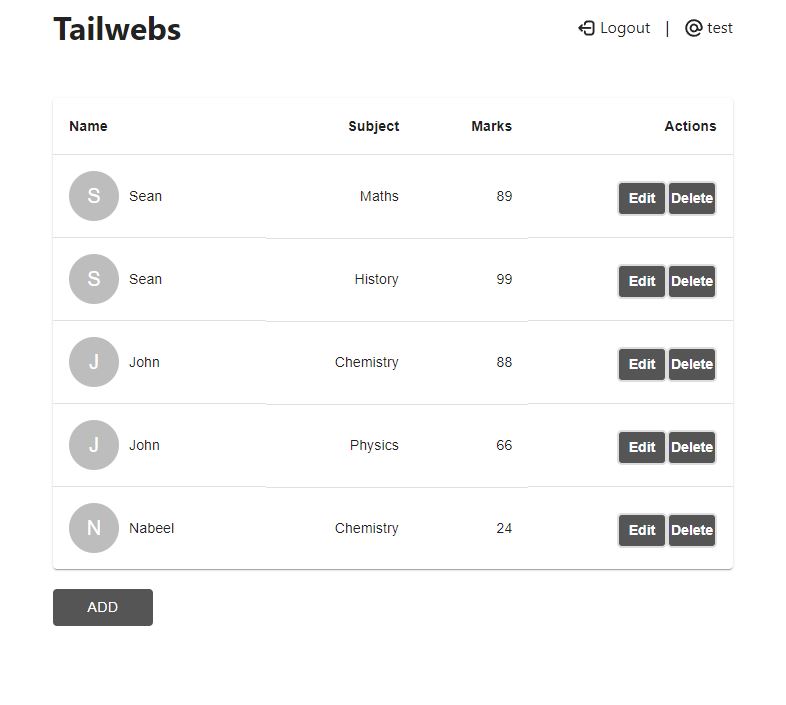 Tailwebs
Logout | @ test
Name Subject Marks Actions
S Sean Maths 89 Edit Delete
S Sean History 99 Edit Delete
J John Chemistry 88 Edit Delete
J John Physics 66 Edit Delete
N Nabeel Chemistry 24 Edit Delete
ADD